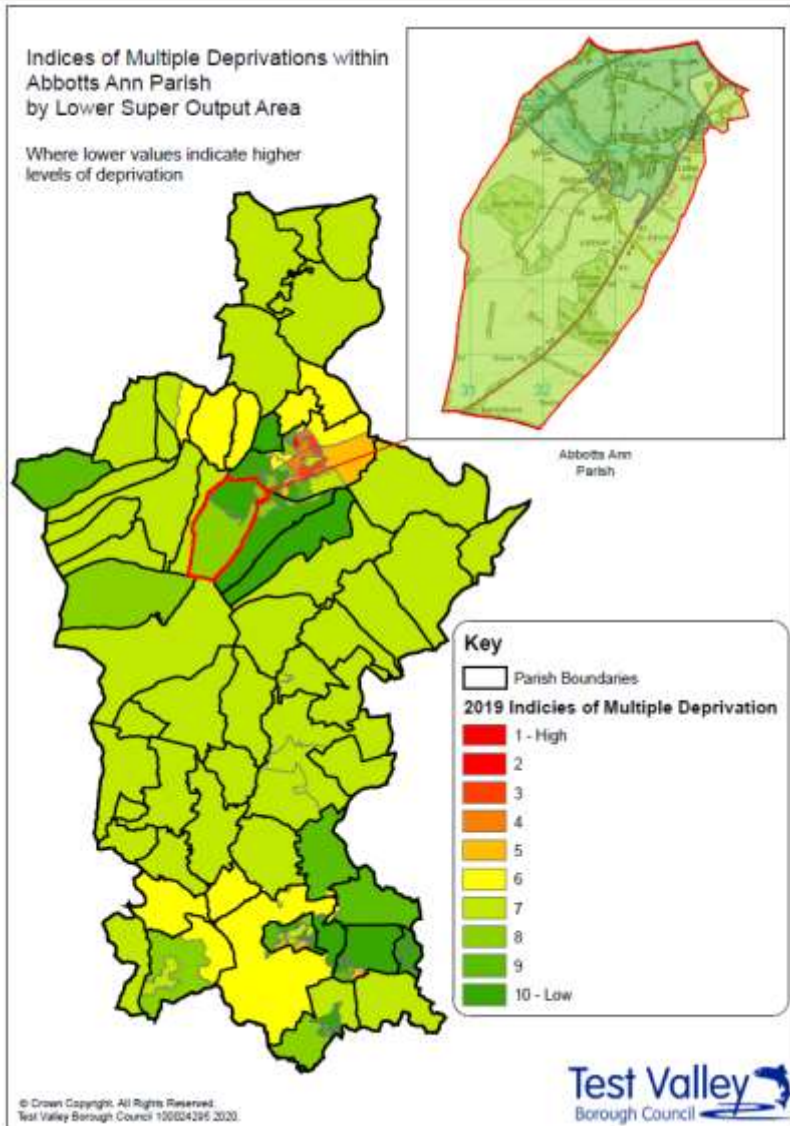 Indices of Multiple Deprivations within
Abbotts Ann Parish
by Lower Super Output Area
Where lower values indicate higher
levels of deprivation
31
32
Abbotts Ann
Parish
Key
Parish Boundaries
2019 Indicies of Multiple Deprivation
1 - High
2
3
4
5
6
7
8
9
10 - Low
© Crown Copyright. All Rights Reserved.
Test Valley Borough Council 100024295 2020.
Test Valley
Borough Council